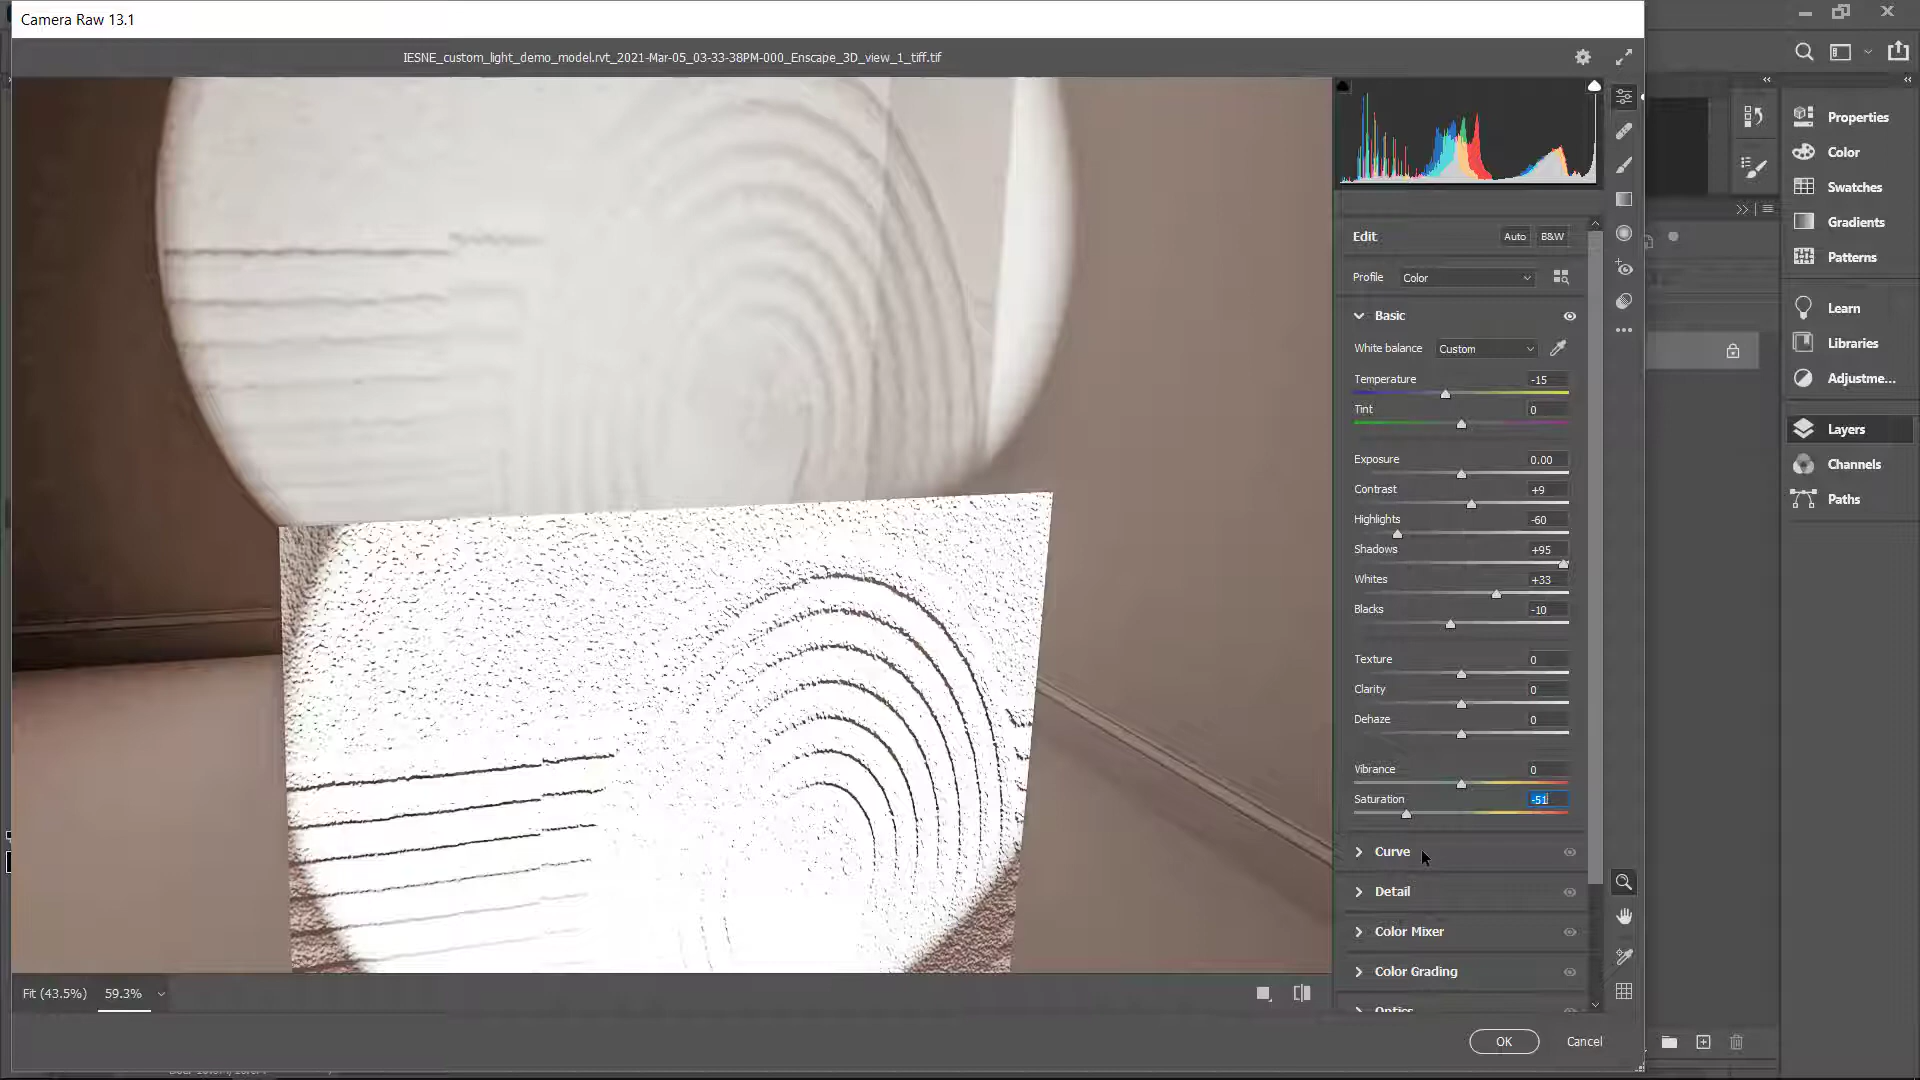 Camera Raw 13.1
IESNE_custom_light_demo_model.rvt_2021-Mar-05_03-33-38PM-000_Enscape_3D_view_1_tiff.tif
Edit Auto B&W
Profile Color
Basic
White balance Custom
Temperature -15
Tint 0
Exposure 0.00
Contrast +9
Highlights -60
Shadows +95
Whites +33
Blacks -10
Texture 0
Clarity 0
Dehaze 0
Vibrance 0
Saturation -51
Curve
Detail
Color Mixer
Color Grading
Optics
Fit (43.5%) 59.3%
OK Cancel
Properties
Color
Swatches
Gradients
Patterns
Learn
Libraries
Adjustme...
Layers
Channels
Paths